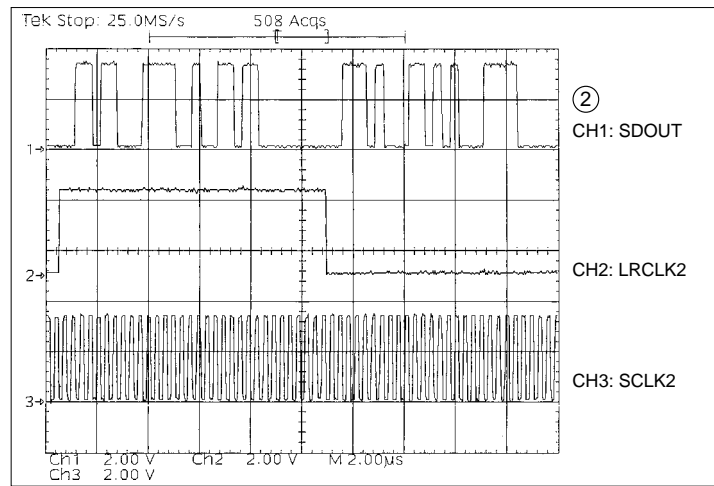 Tek Stop: 25.0MS/s 508 Acqs
②
CH1: SDOUT
1→
CH2: LRCLK2
2→
CH3: SCLK2
3→
Ch1 2.00 V Ch2 2.00 V M 2.00µs
Ch3 2.00 V